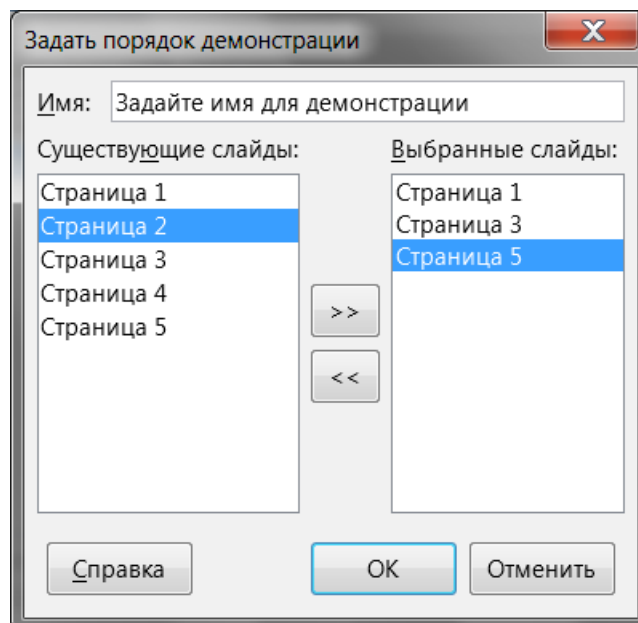 Задать порядок демонстрации
Имя: Задайте имя для демонстрации
Существующие слайды:
Страница 1
Страница 2
Страница 3
Страница 4
Страница 5
>>
<<
Выбранные слайды:
Страница 1
Страница 3
Страница 5
Справка
ОК
Отменить